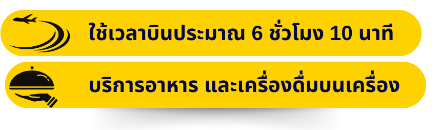 ใช้เวลาบินประมาณ 6 ชั่วโมง 10 นาที
บริการอาหาร และเครื่องดื่มบนเครื่อง